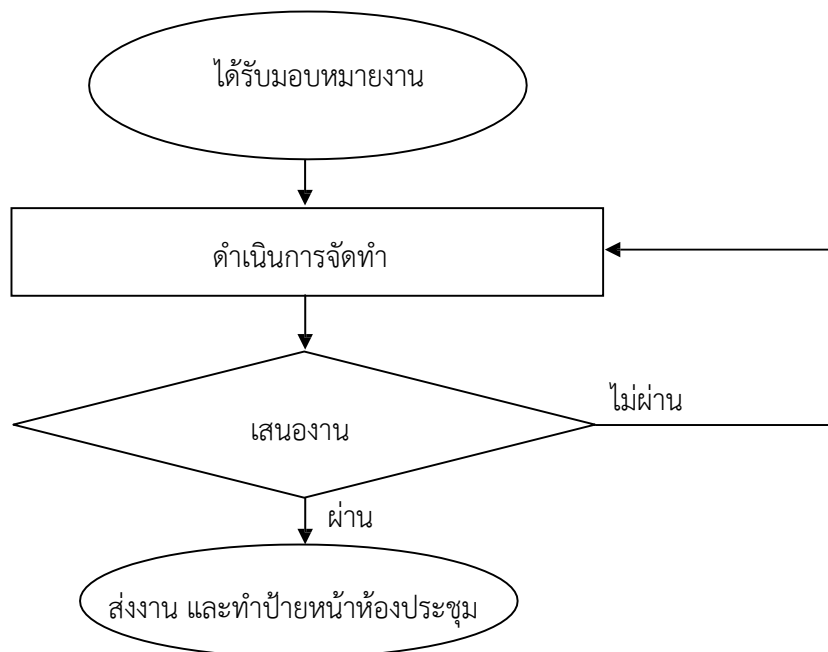 ได้รับมอบหมายงาน
ดำเนินการจัดทำ
ไม่ผ่าน
เสนองาน
ผ่าน
ส่งงาน และทำป้ายหน้าห้องประชุม